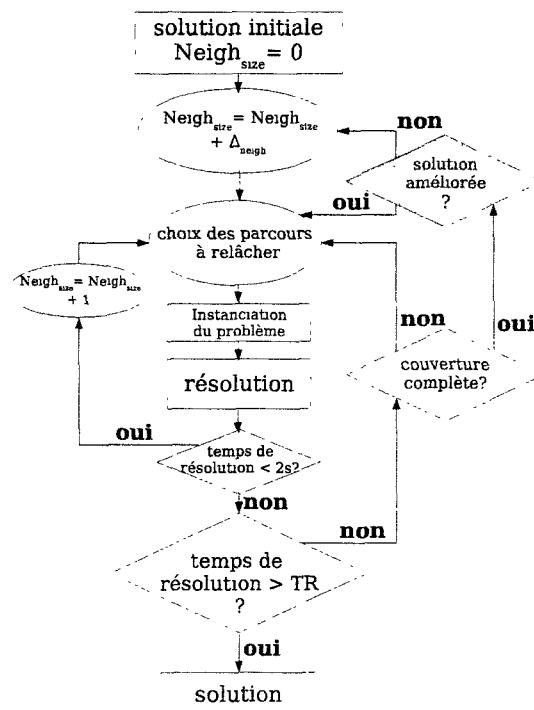 solution initiale
Neigh_size = 0
Neigh_size = Neigh_size
+ Δ_neigh
non
solution
améliorée
?
oui
choix des parcours
à relâcher
Neigh_size = Neigh_size
+ 1
Instanciation
du problème
non
oui
couverture
complète?
résolution
oui
temps de
résolution < 2s?
non
non
temps de
résolution > TR
?
oui
solution